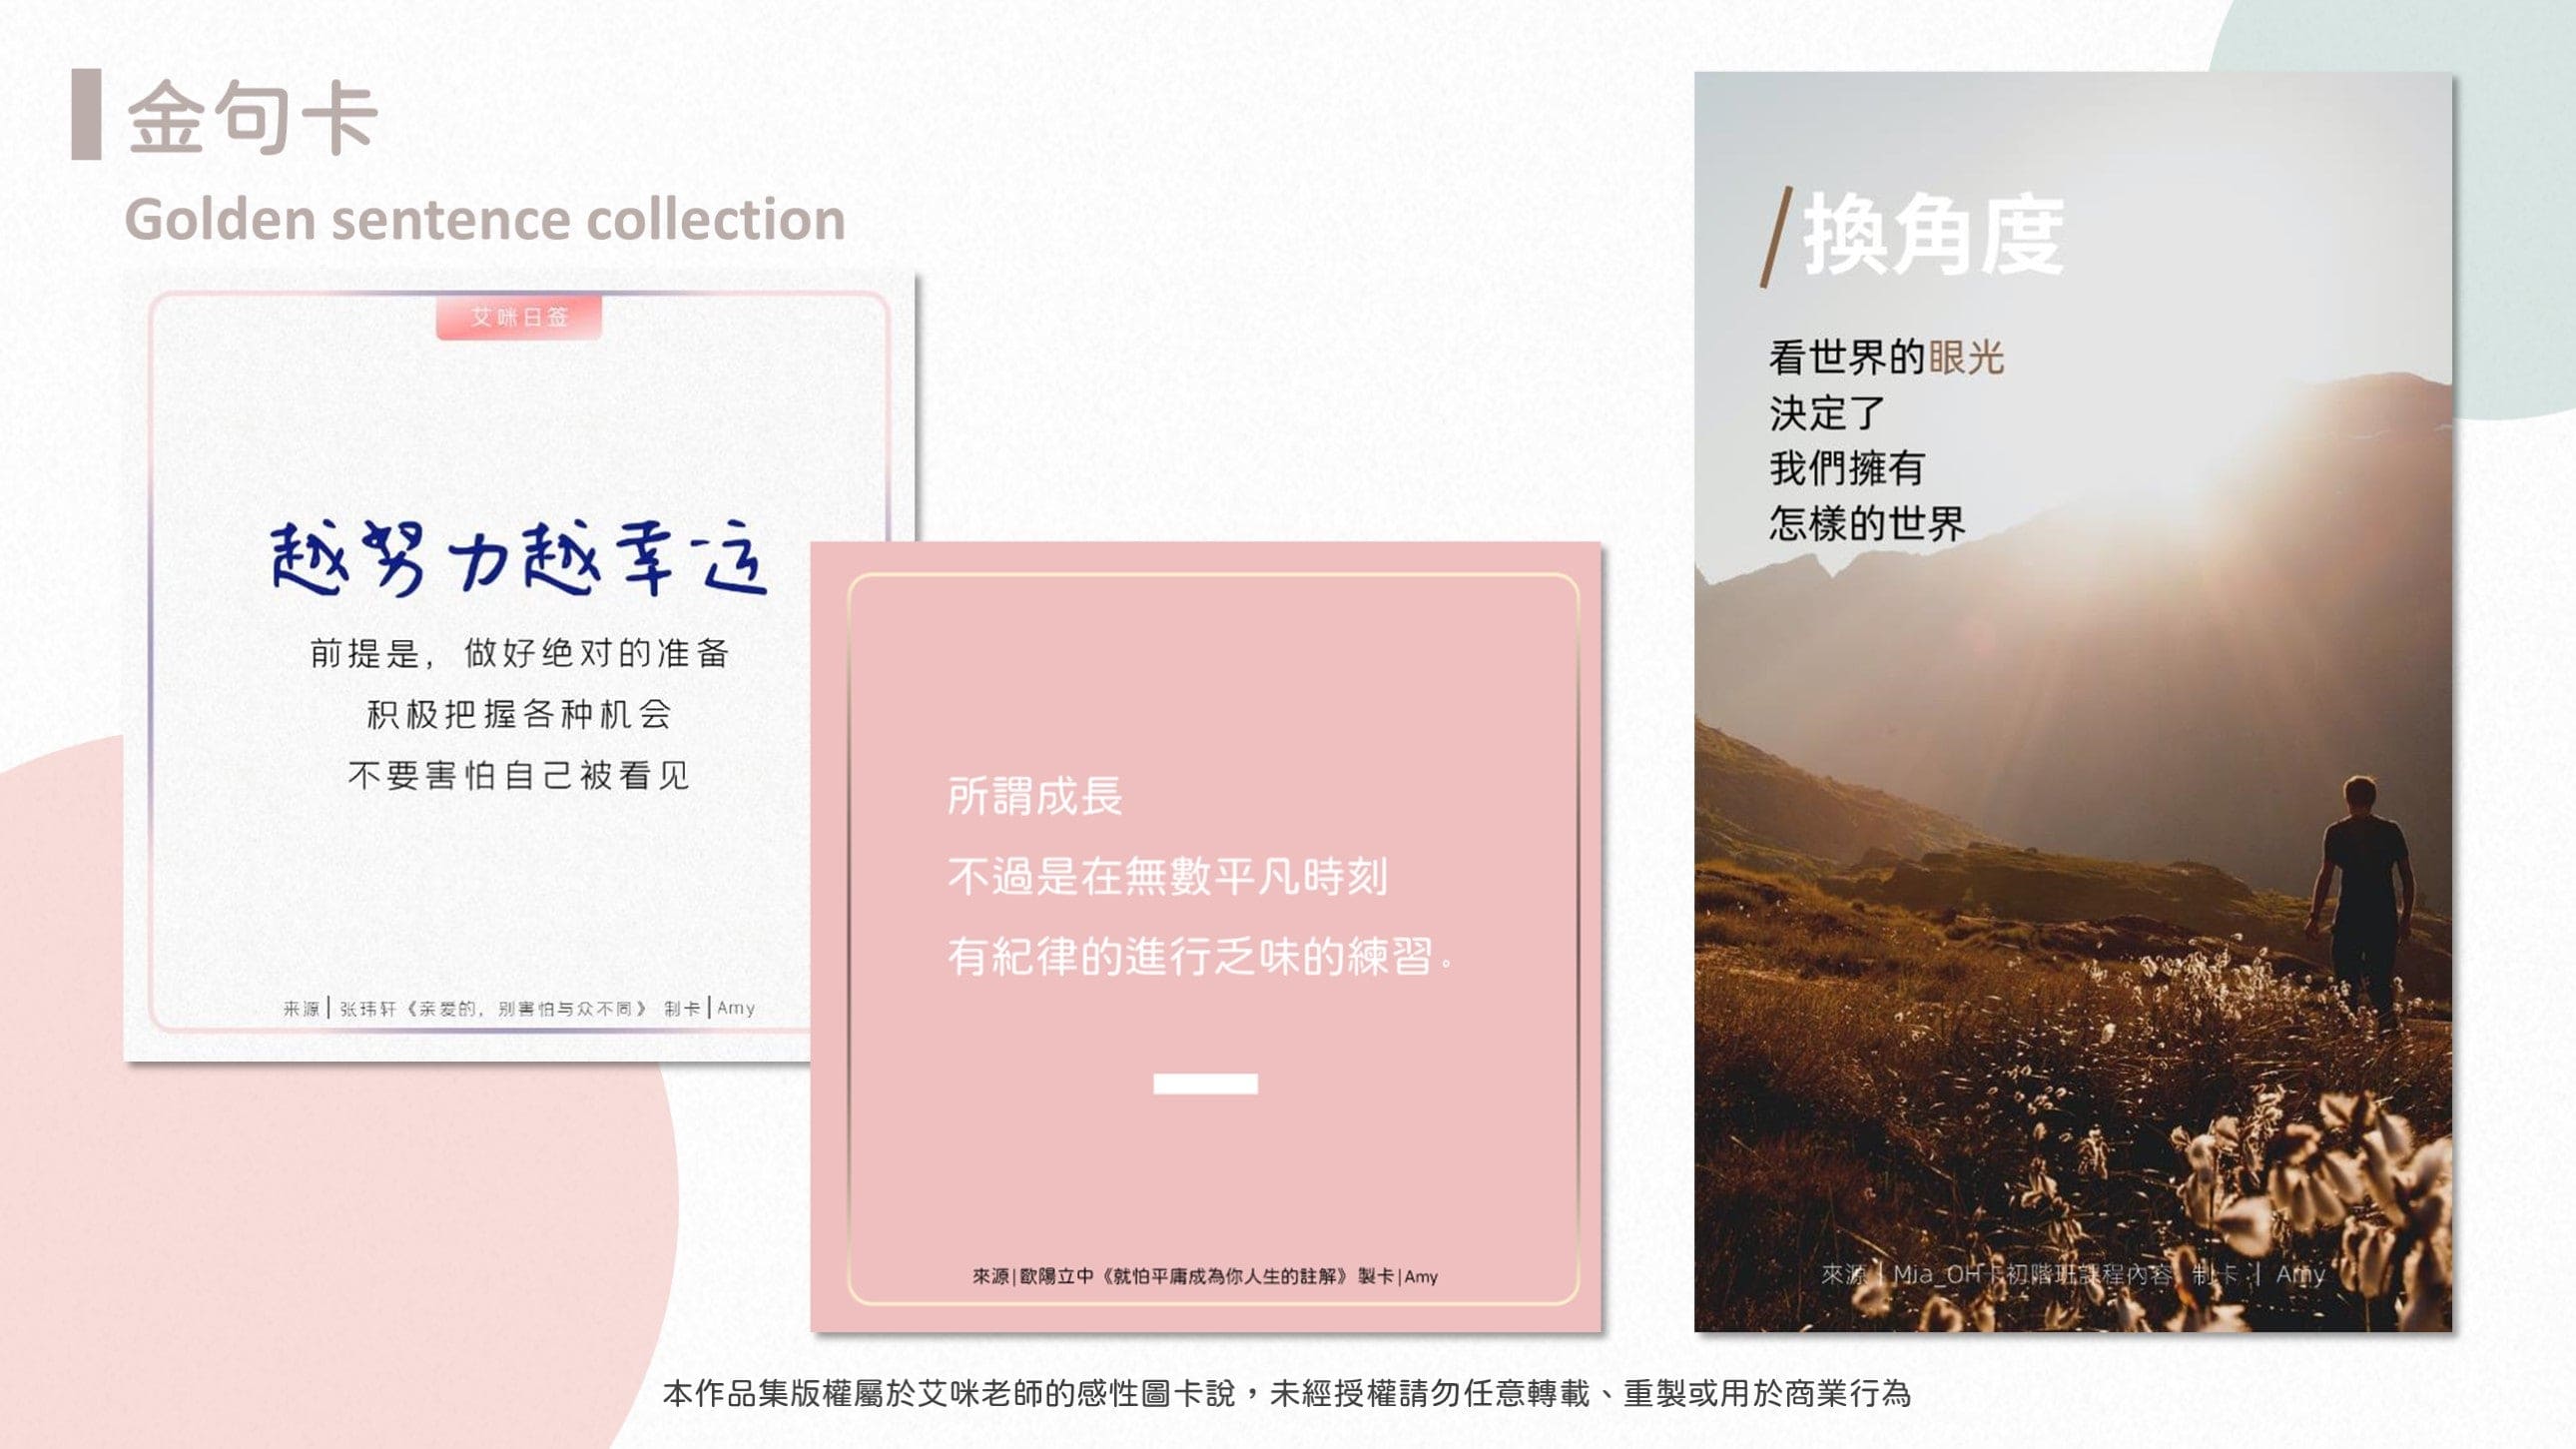 金句卡
Golden sentence collection
艾咪日签
越努力越幸运
前提是，做好绝对的准备
积极把握各种机会
不要害怕自己被看见
来源|张玮轩《亲爱的，别害怕与众不同》 制卡|Amy
所謂成長
不過是在無數平凡時刻
有紀律的進行乏味的練習。
來源|歐陽立中《就怕平庸成為你人生的註解》 製卡|Amy
/換角度
看世界的眼光
決定了
我們擁有
怎樣的世界
來源 | Mia_OH卡初階班課程內容 制卡 | Amy
本作品集版權屬於艾咪老師的感性圖卡說，未經授權請勿任意轉載、重製或用於商業行為